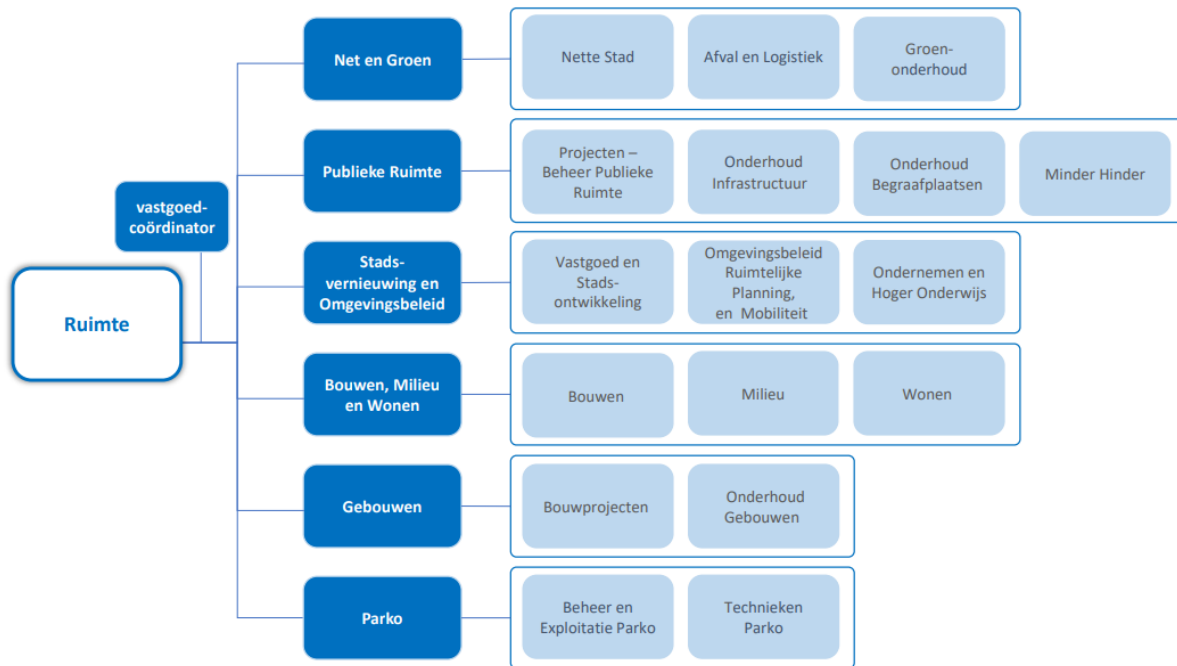 Net en Groen
Nette Stad
Afval en Logistiek
Groen-
onderhoud
Publieke Ruimte
Projecten –
Beheer Publieke
Ruimte
Onderhoud
Infrastructuur
Onderhoud
Begraafplaatsen
Minder Hinder
vastgoed-
coördinator
Stads-
vernieuwing en
Omgevingsbeleid
Vastgoed en
Stads-
ontwikkeling
Omgevingsbeleid
Ruimtelijke
Planning,
en Mobiliteit
Ondernemen en
Hoger Onderwijs
Ruimte
Bouwen, Milieu
en Wonen
Bouwen
Milieu
Wonen
Gebouwen
Bouwprojecten
Onderhoud
Gebouwen
Parko
Beheer en
Exploitatie Parko
Technieken
Parko